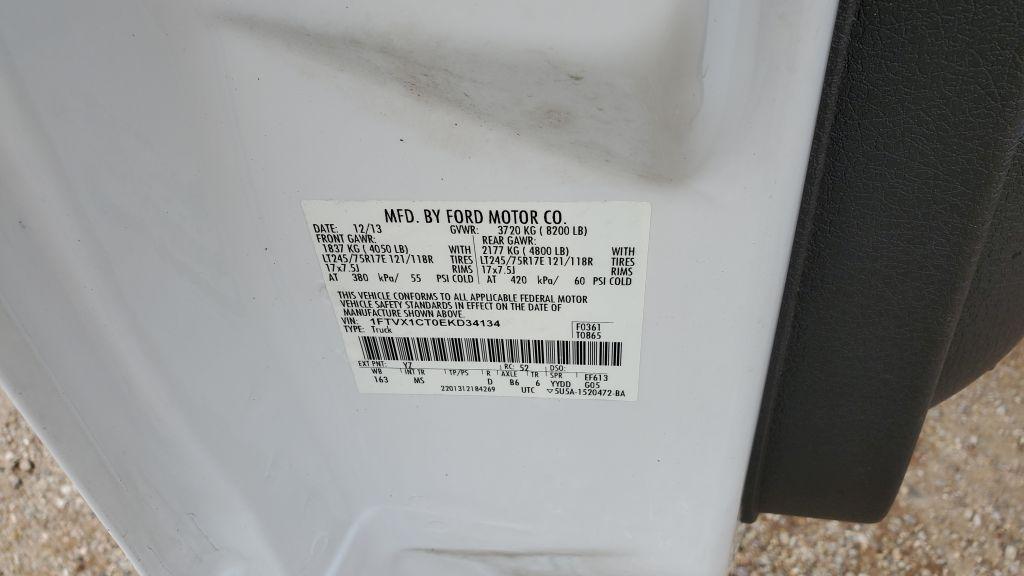 MFD. BY FORD MOTOR CO.
DATE: 12/13 GVWR: 3720 KG ( 8200 LB)
FRONT GAWR: REAR GAWR:
1837 KG ( 4050 LB) WITH 2177 KG ( 4800 LB) WITH
LT245/75R17E 121/118R TIRES LT245/75R17E 121/118R TIRES
17x7.5J RIMS 17x7.5J RIMS
AT 380 kPa/ 55 PSI COLD AT 420 kPa/ 60 PSI COLD
THIS VEHICLE CONFORMS TO ALL APPLICABLE FEDERAL MOTOR
VEHICLE SAFETY STANDARDS IN EFFECT ON THE DATE OF
MANUFACTURE SHOWN ABOVE.
VIN: 1FTVX1CT0EKD34134 F0361
TYPE: Truck T0B65
EXT PNT: YZ RC: 52 DSO:
WB INT TR TP/PS R AXLE TR SPR EF613
163 MS D B6 6 YYDD G05
2201312184269 UTC ▽5U5A-1520472-BA